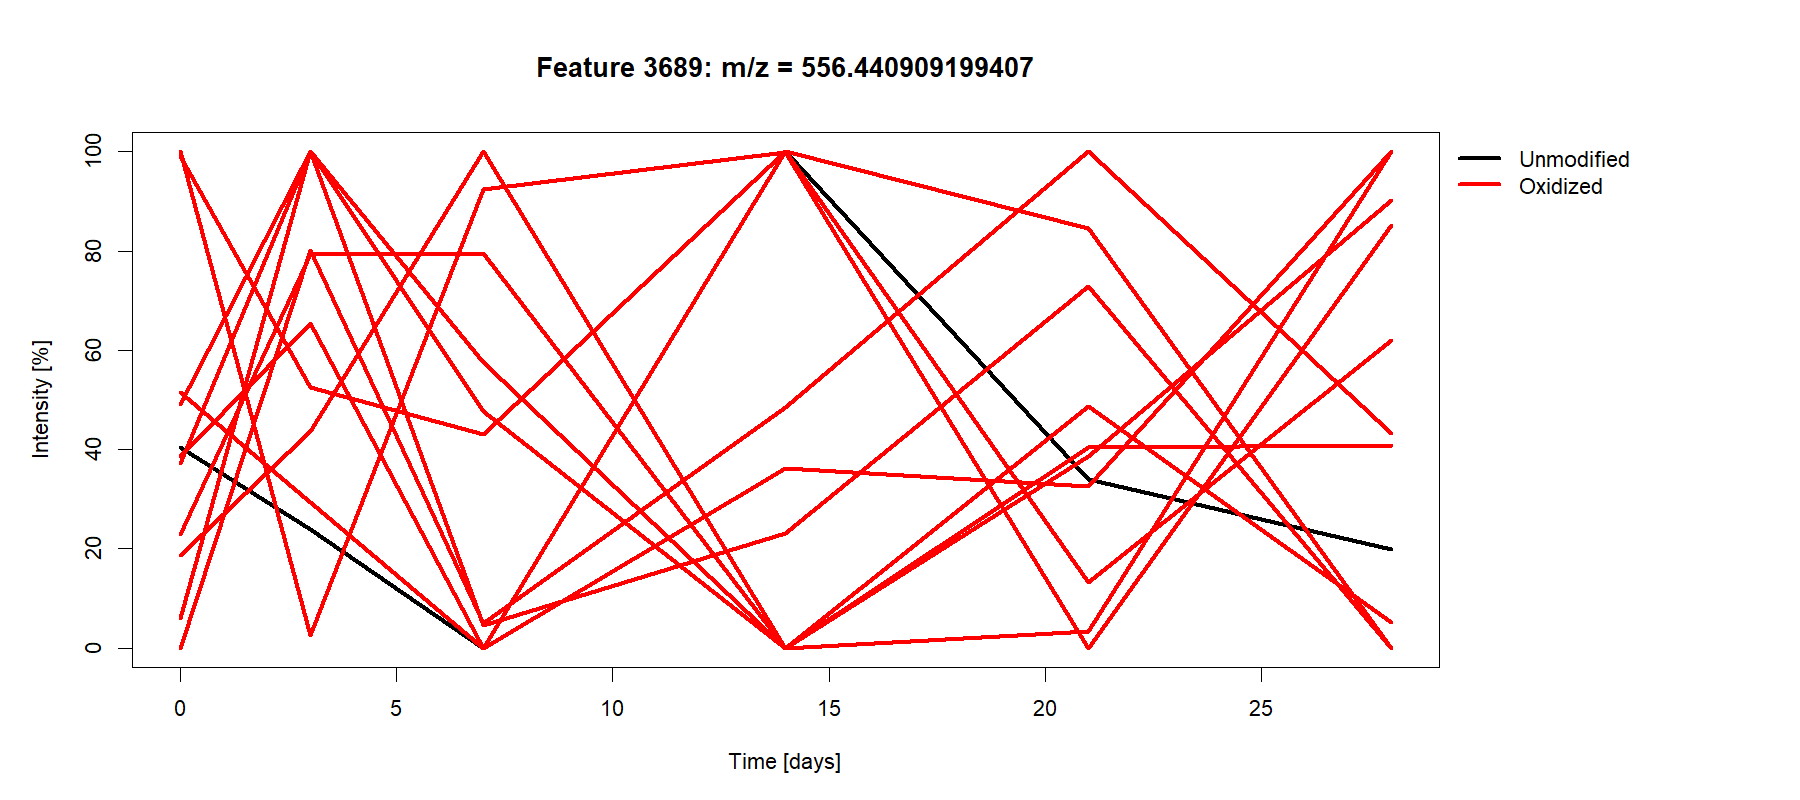 Feature 3689: m/z = 556.440909199407
Unmodified
Oxidized
Intensity [%]
100
80
60
40
20
0
0 5 10 15 20 25
Time [days]